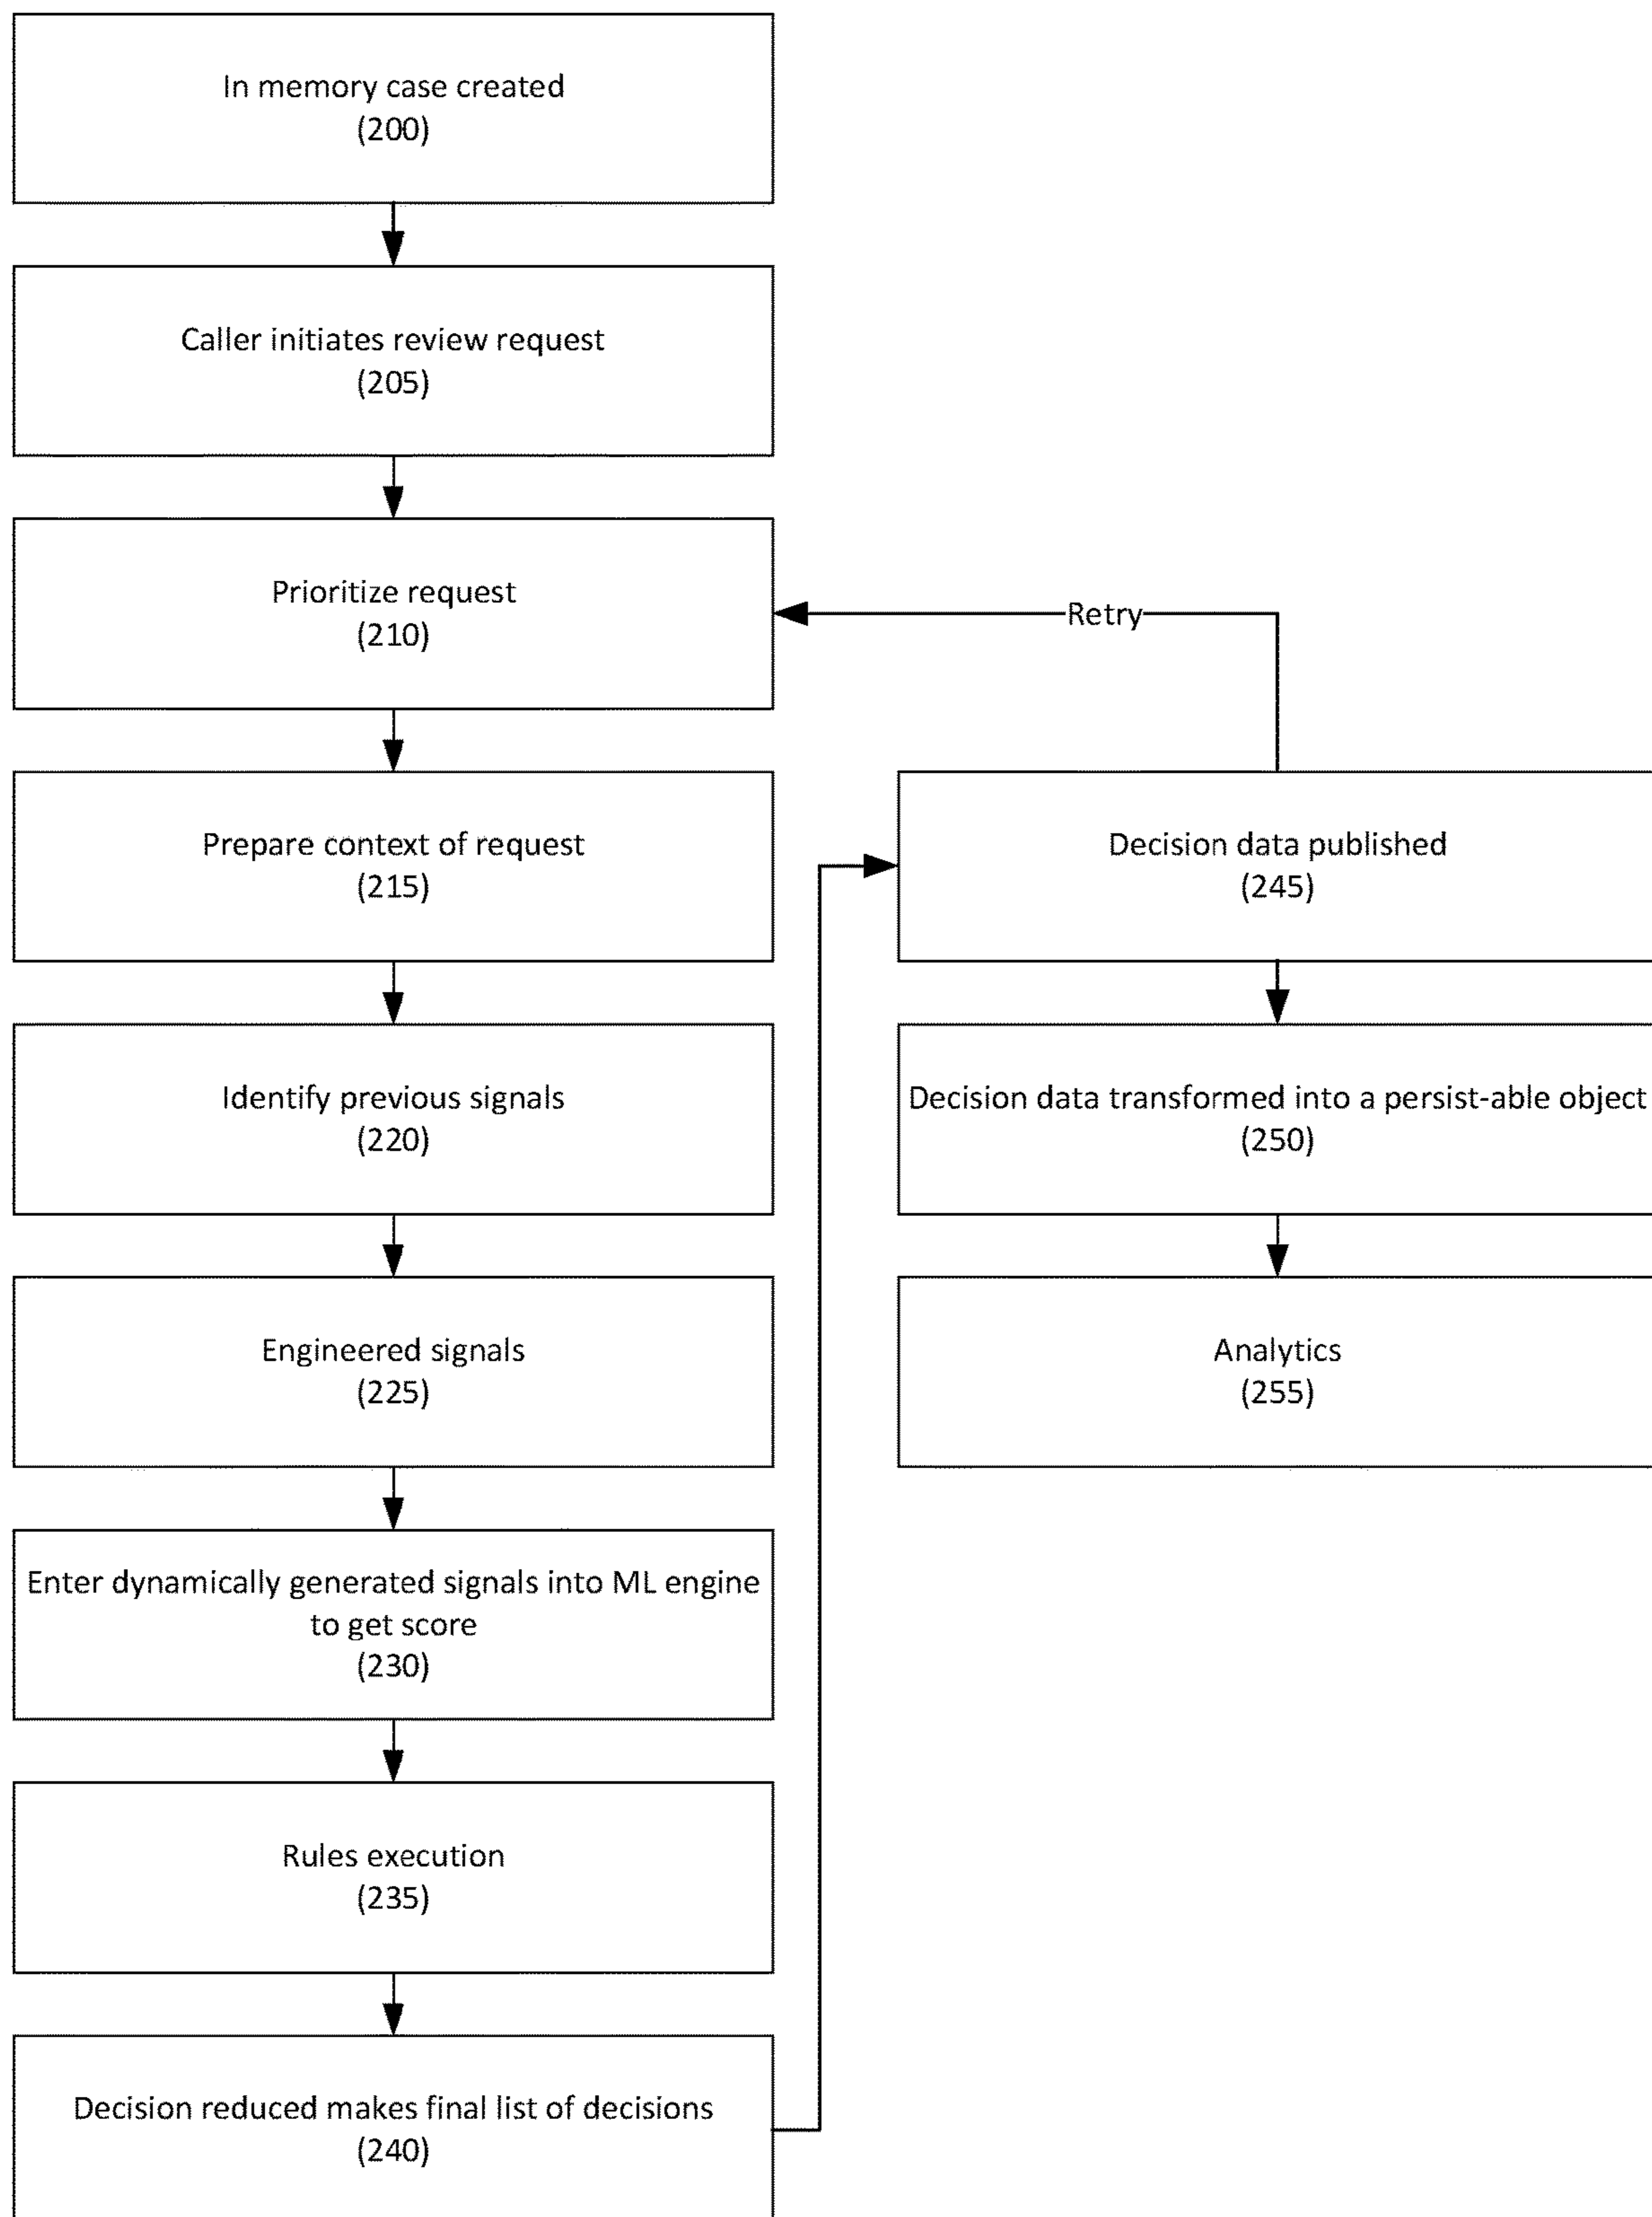 In memory case created
(200)
Caller initiates review request
(205)
Prioritize request
(210)
Retry
Prepare context of request
(215)
Decision data published
(245)
Identify previous signals
(220)
Decision data transformed into a persist-able object
(250)
Engineered signals
(225)
Analytics
(255)
Enter dynamically generated signals into ML engine
to get score
(230)
Rules execution
(235)
Decision reduced makes final list of decisions
(240)